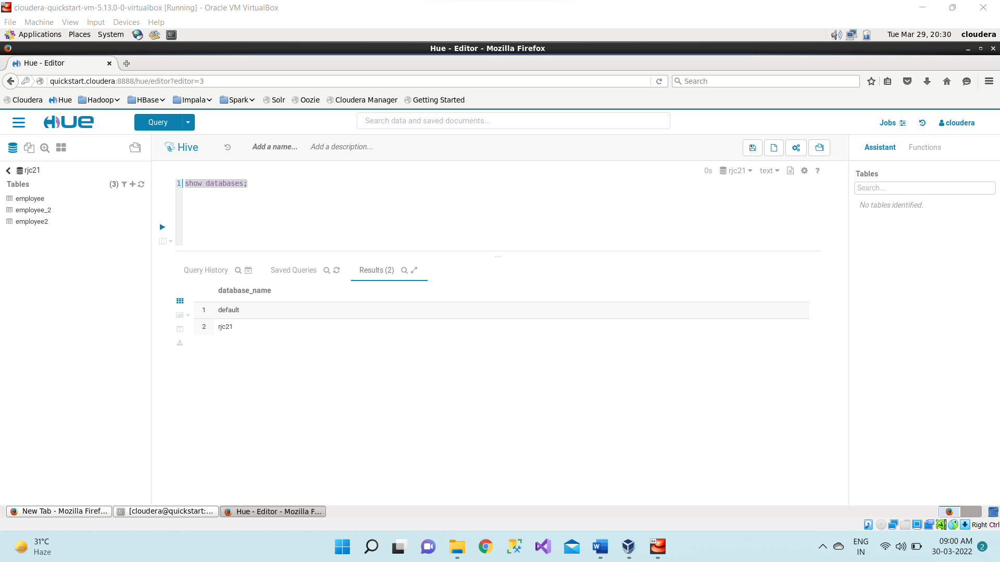 cloudera-quickstart-vm-5.13.0-0-virtualbox [Running] - Oracle VM VirtualBox
File Machine View Input Devices Help
Applications Places System Tue Mar 29, 20:30 cloudera
Hue - Editor - Mozilla Firefox
Hue - Editor
quickstart.cloudera:8888/hue/editor?editor=3 Search
Cloudera Hue Hadoop HBase Impala Spark Solr Oozie Cloudera Manager Getting Started
HUE Query Search data and saved documents... Jobs cloudera
Hive Add a name... Add a description... Assistant Functions
rjc21 0s rjc21 text ?
Tables (3) 1 show databases; Tables
Search...
employee No tables identified.
employee_2
employee2
Query History Saved Queries Results (2)
database_name
1 default
2 rjc21
New Tab - Mozilla Firef... [cloudera@quickstart:... Hue - Editor - Mozilla F...
Right Ctrl
31°C ENG 09:00 AM
Haze IN 30-03-2022 2
64